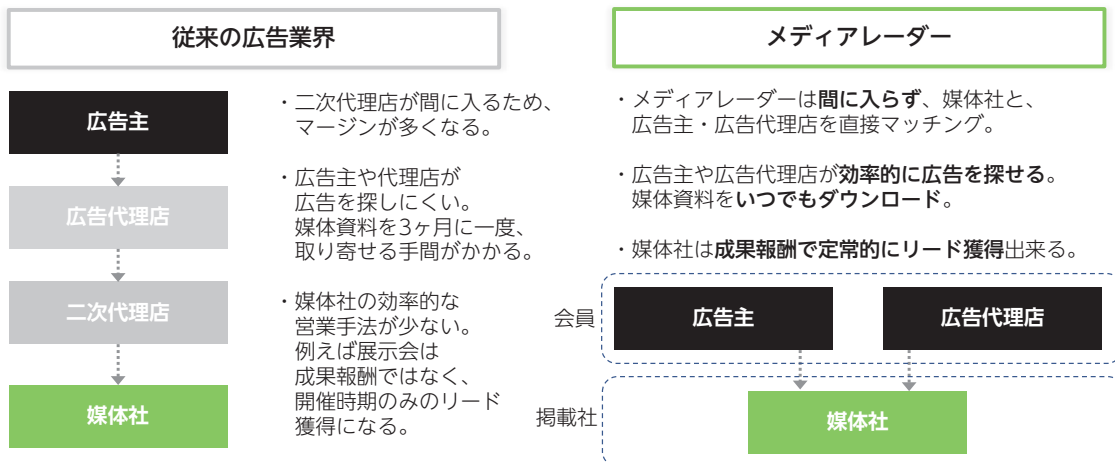 従来の広告業界
広告主
広告代理店
二次代理店
媒体社
・二次代理店が間に入るため、
マージンが多くなる。
・広告主や代理店が
広告を探しにくい。
媒体資料を3ヶ月に一度、
取り寄せる手間がかかる。
・媒体社の効率的な
営業手法が少ない。
例えば展示会は
成果報酬ではなく、
開催時期のみのリード
獲得になる。
メディアレーダー
・メディアレーダーは間に入らず、媒体社と、
広告主・広告代理店を直接マッチング。
・広告主や広告代理店が効率的に広告を探せる。
媒体資料をいつでもダウンロード。
・媒体社は成果報酬で定常的にリード獲得出来る。
会員
広告主
広告代理店
掲載社
媒体社